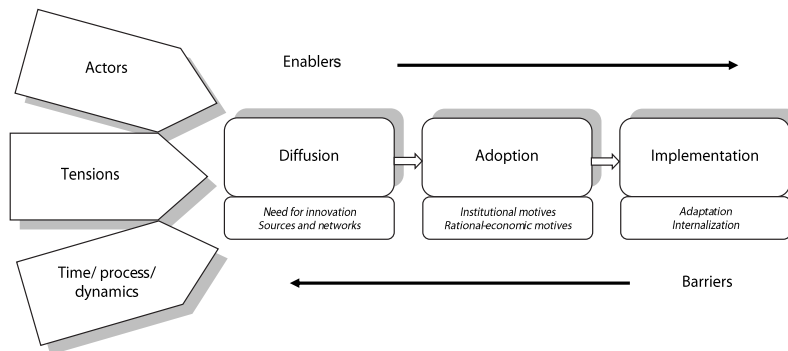 Actors
Enablers
Tensions
Diffusion
Adoption
Implementation
Need for innovation
Sources and networks
Institutional motives
Rational-economic motives
Adaptation
Internalization
Time/ process/
dynamics
Barriers